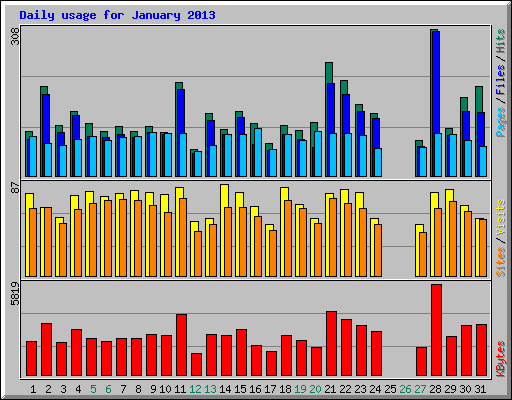 Daily usage for January 2013
308
Pages / Files / Hits
87
Sites / Visits
5819
KBytes
1 2 3 4 5 6 7 8 9 10 11 12 13 14 15 16 17 18 19 20 21 22 23 24 25 26 27 28 29 30 31